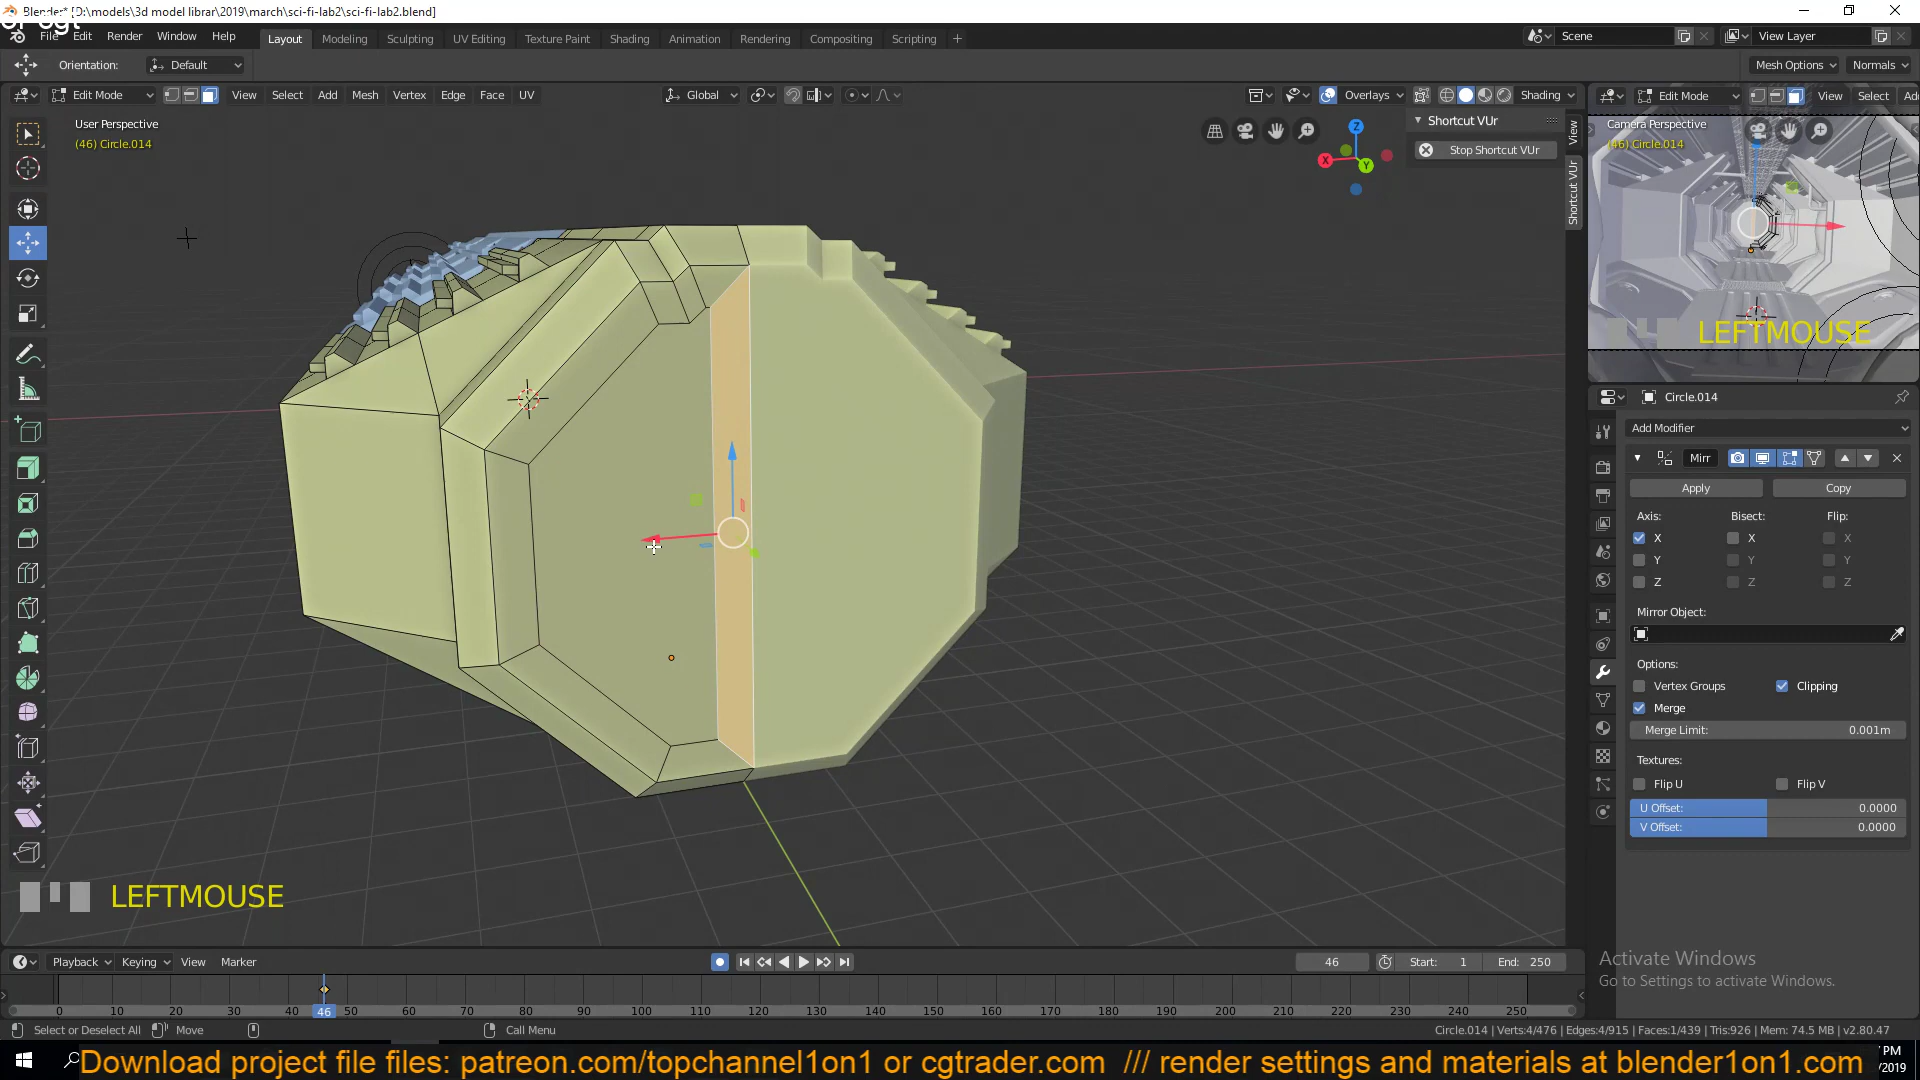 Blender* [D:\models\3d model librar\2019\march\sci-fi-lab2\sci-fi-lab2.blend]
or cgt
File Edit Render Window Help
Layout Modeling Sculpting UV Editing Texture Paint Shading Animation Rendering Compositing Scripting +
Scene
View Layer
Orientation: Default
Mesh Options
Normals
Edit Mode View Select Add Mesh Vertex Edge Face UV
Global
Overlays
Shading
Edit Mode View Select Ad
User Perspective
(46) Circle.014
Z
X
Y
Shortcut VUr
Stop Shortcut VUr
View
Shortcut VUr
Camera Perspective
(46) Circle.014
LEFTMOUSE
Circle.014
Add Modifier
Mirr
Apply
Copy
Axis: Bisect: Flip:
X X X
Y Y Y
Z Z Z
Mirror Object:
Options:
Vertex Groups
Clipping
Merge
Merge Limit: 0.001m
Textures:
Flip U
Flip V
U Offset: 0.0000
V Offset: 0.0000
LEFTMOUSE
Playback Keying View Marker
46
Start: 1
End: 250
0 10 20 30 40 46 50 60 70 80 90 100 110 120 130 140 150 160 170 180 190 200 210 220 230 240 250
Activate Windows
Go to Settings to activate Windows.
Select or Deselect All
Move
Call Menu
Circle.014 | Verts:4/476 | Edges:4/915 | Faces:1/439 | Tris:926 | Mem: 74.5 MB | v2.80.47
Download project file files: patreon.com/topchannel1on1 or cgtrader.com /// render settings and materials at blender1on1.com
PM
/2019